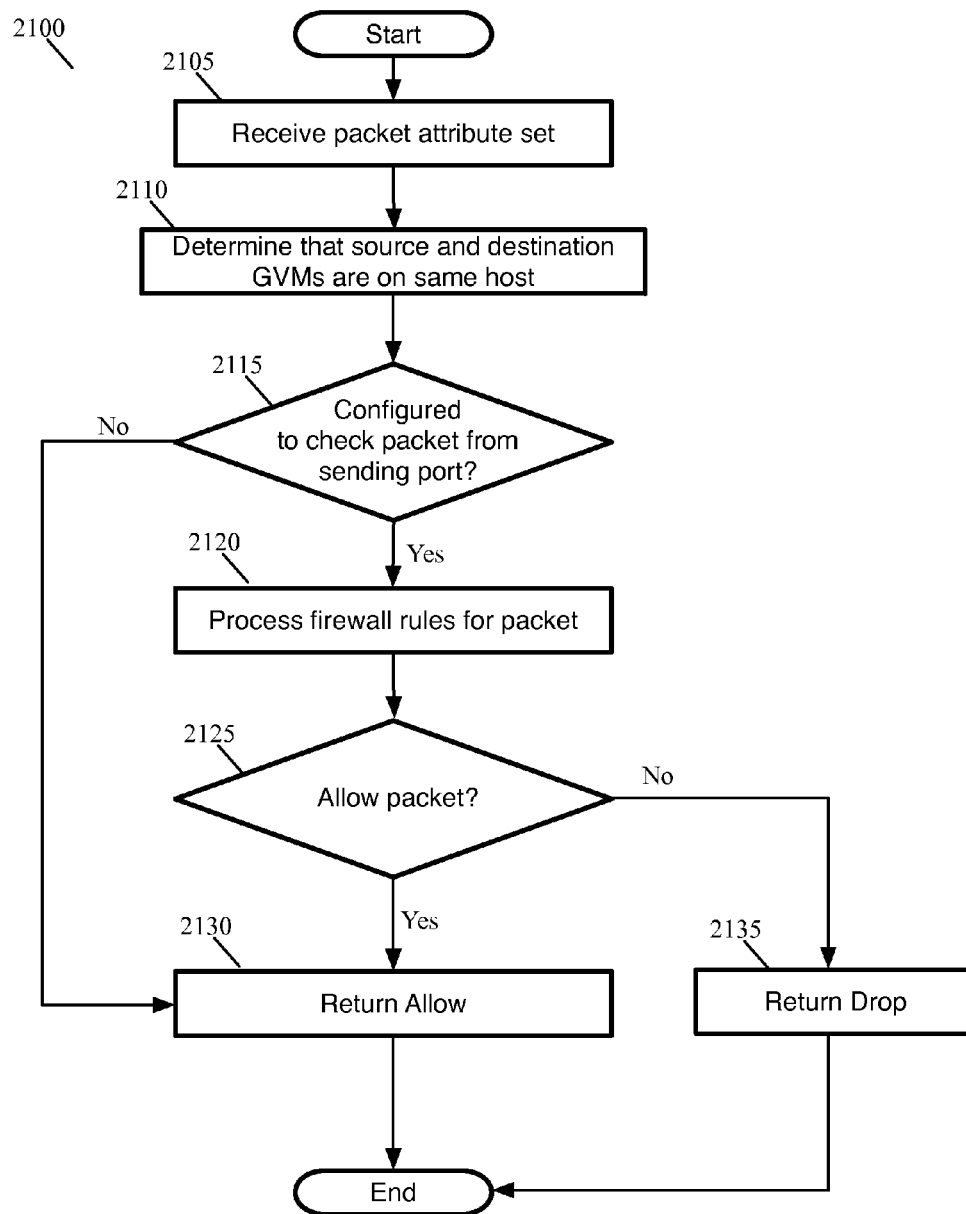 2100
Start
2105
Receive packet attribute set
2110
Determine that source and destination
GVMs are on same host
2115
No
Configured
to check packet from
sending port?
2120
Yes
Process firewall rules for packet
2125
No
Allow packet?
Yes
2130
2135
Return Allow
Return Drop
End